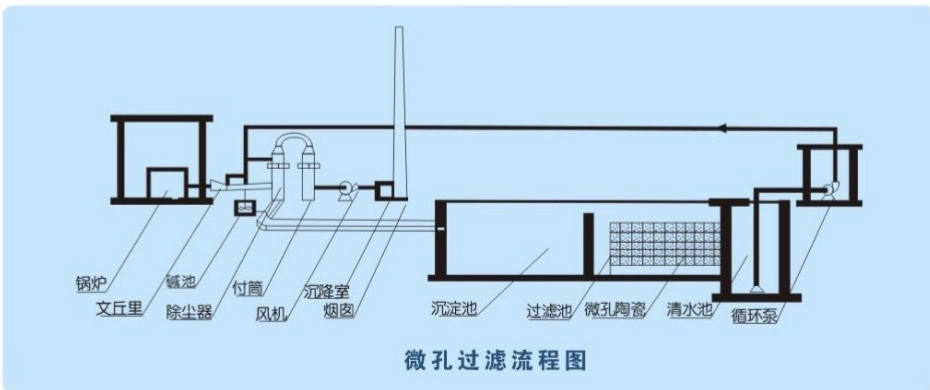 锅炉
文丘里
碱池
除尘器
付筒
风机
沉降室
烟囱
沉淀池
过滤池
微孔陶瓷
清水池
循环泵
微孔过滤流程图